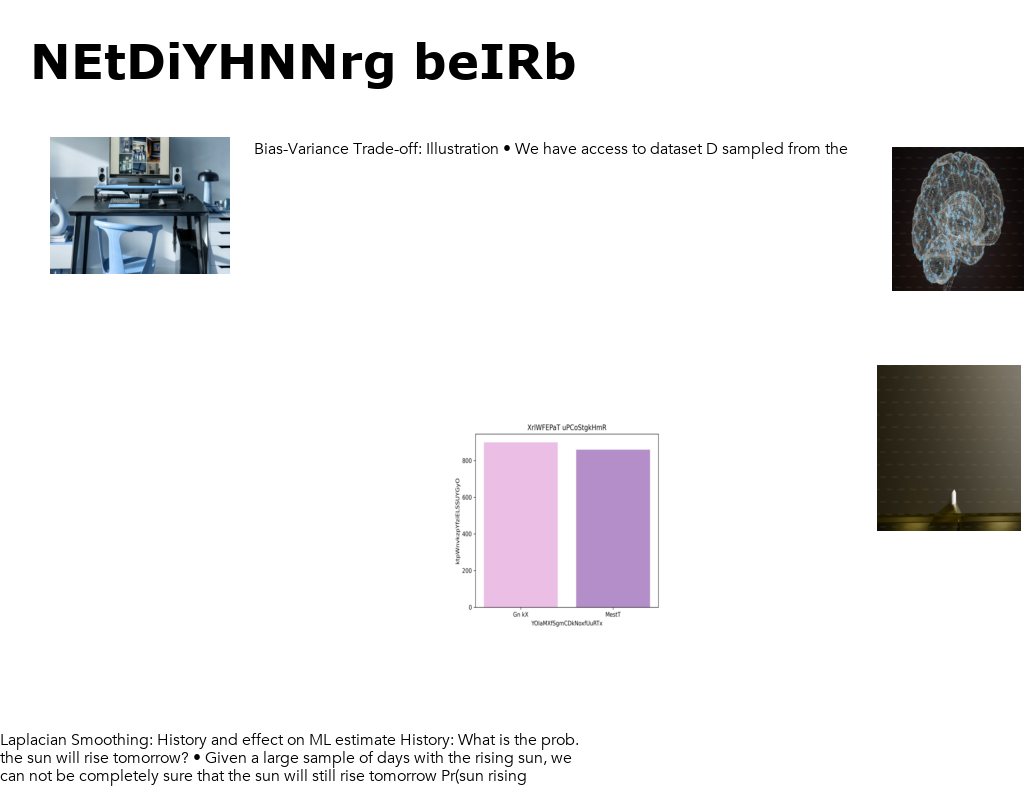 NEtDiYHNNrg beIRb
Bias-Variance Trade-off: Illustration • We have access to dataset D sampled from the
XrlWFEPaT uPCoStgkHmR
800
600
400
200
0
Gn kX MestT
YOlaMXfSgmCDkNoxfUuRTx
Laplacian Smoothing: History and effect on ML estimate History: What is the prob.
the sun will rise tomorrow? • Given a large sample of days with the rising sun, we
can not be completely sure that the sun will still rise tomorrow Pr(sun rising